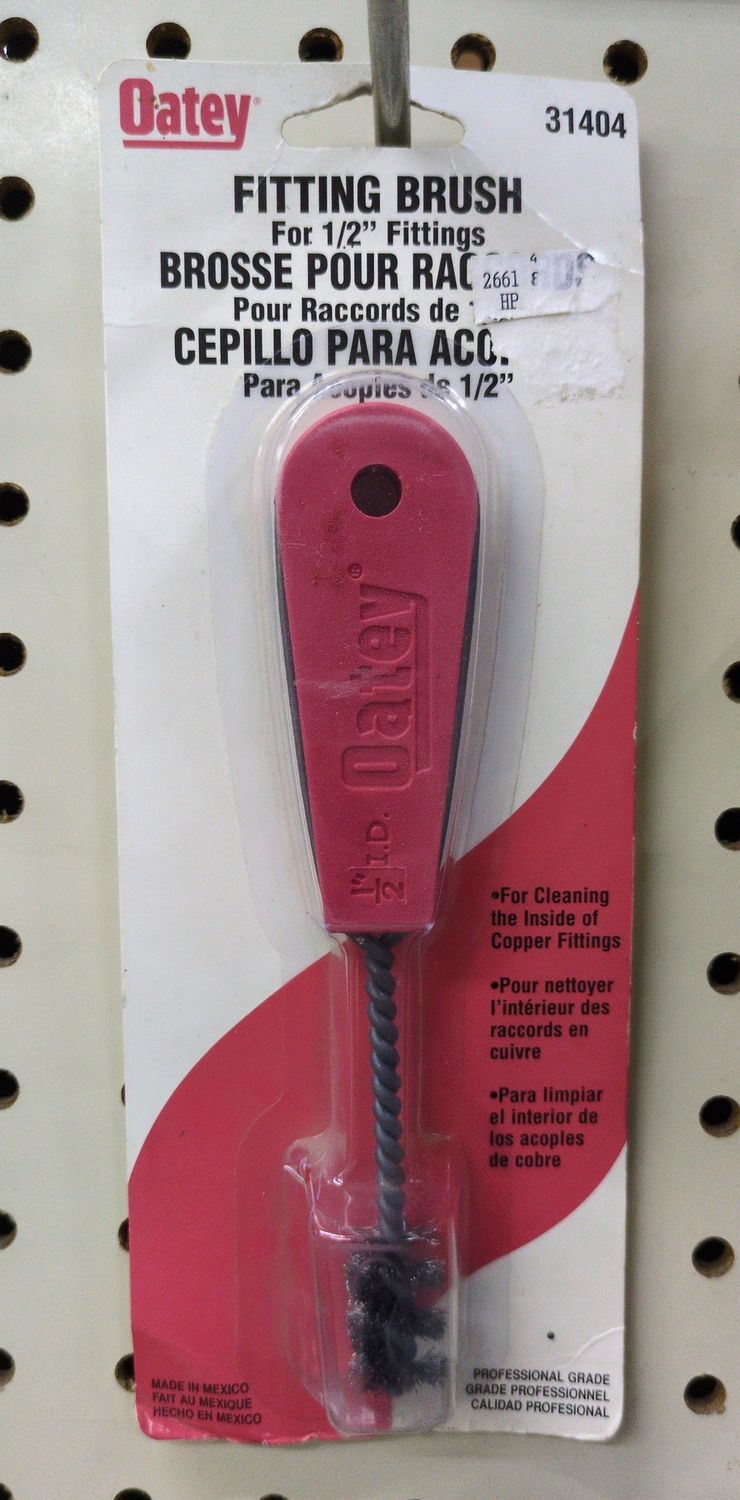 Oatey®
31404
FITTING BRUSH
For 1/2” Fittings
BROSSE POUR
2661
HP
Pour Raccords de
CEPILLO PARA
Para 1/2”
Oatey®
1/2" I.D.
•For Cleaning
the Inside of
Copper Fittings
•Pour nettoyer
l’intérieur des
raccords en
cuivre
•Para limpiar
el interior de
los acoples
de cobre
MADE IN MEXICO
FAIT AU MEXIQUE
HECHO EN MEXICO
PROFESSIONAL GRADE
GRADE PROFESSIONNEL
CALIDAD PROFESIONAL